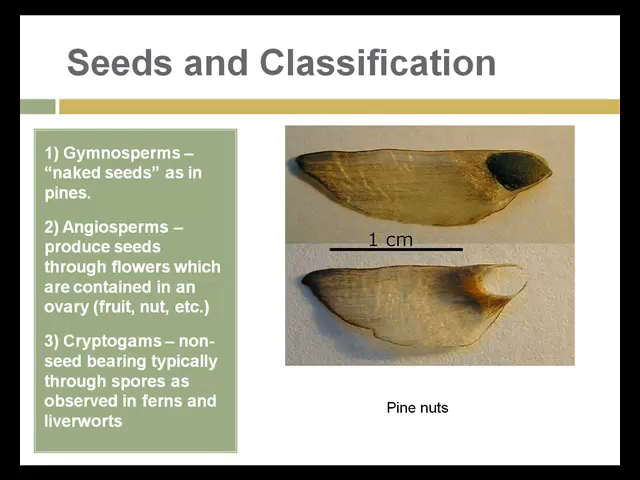 Seeds and Classification
1) Gymnosperms –
“naked seeds” as in
pines.
2) Angiosperms –
produce seeds
through flowers which
are contained in an
ovary (fruit, nut, etc.)
3) Cryptogams – non-
seed bearing typically
through spores as
observed in ferns and
liverworts
1 cm
Pine nuts